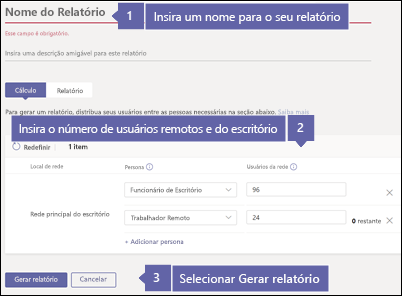 Nome do Relatório
1 Insira um nome para o seu relatório
Esse campo é obrigatório.
Insira uma descrição amigável para este relatório
Cálculo Relatório
Para gerar um relatório, distribua seus usuários entre as pessoas necessárias na seção abaixo. Saiba mais
Insira o número de usuários remotos e do escritório 2
Redefinir 1 item
Local de rede Persona Usuários da rede
Funcionário de Escritório 96
Rede principal do escritório Trabalhador Remoto 24 0 restante
+ Adicionar persona
Gerar relatório Cancelar 3 Selecionar Gerar relatório